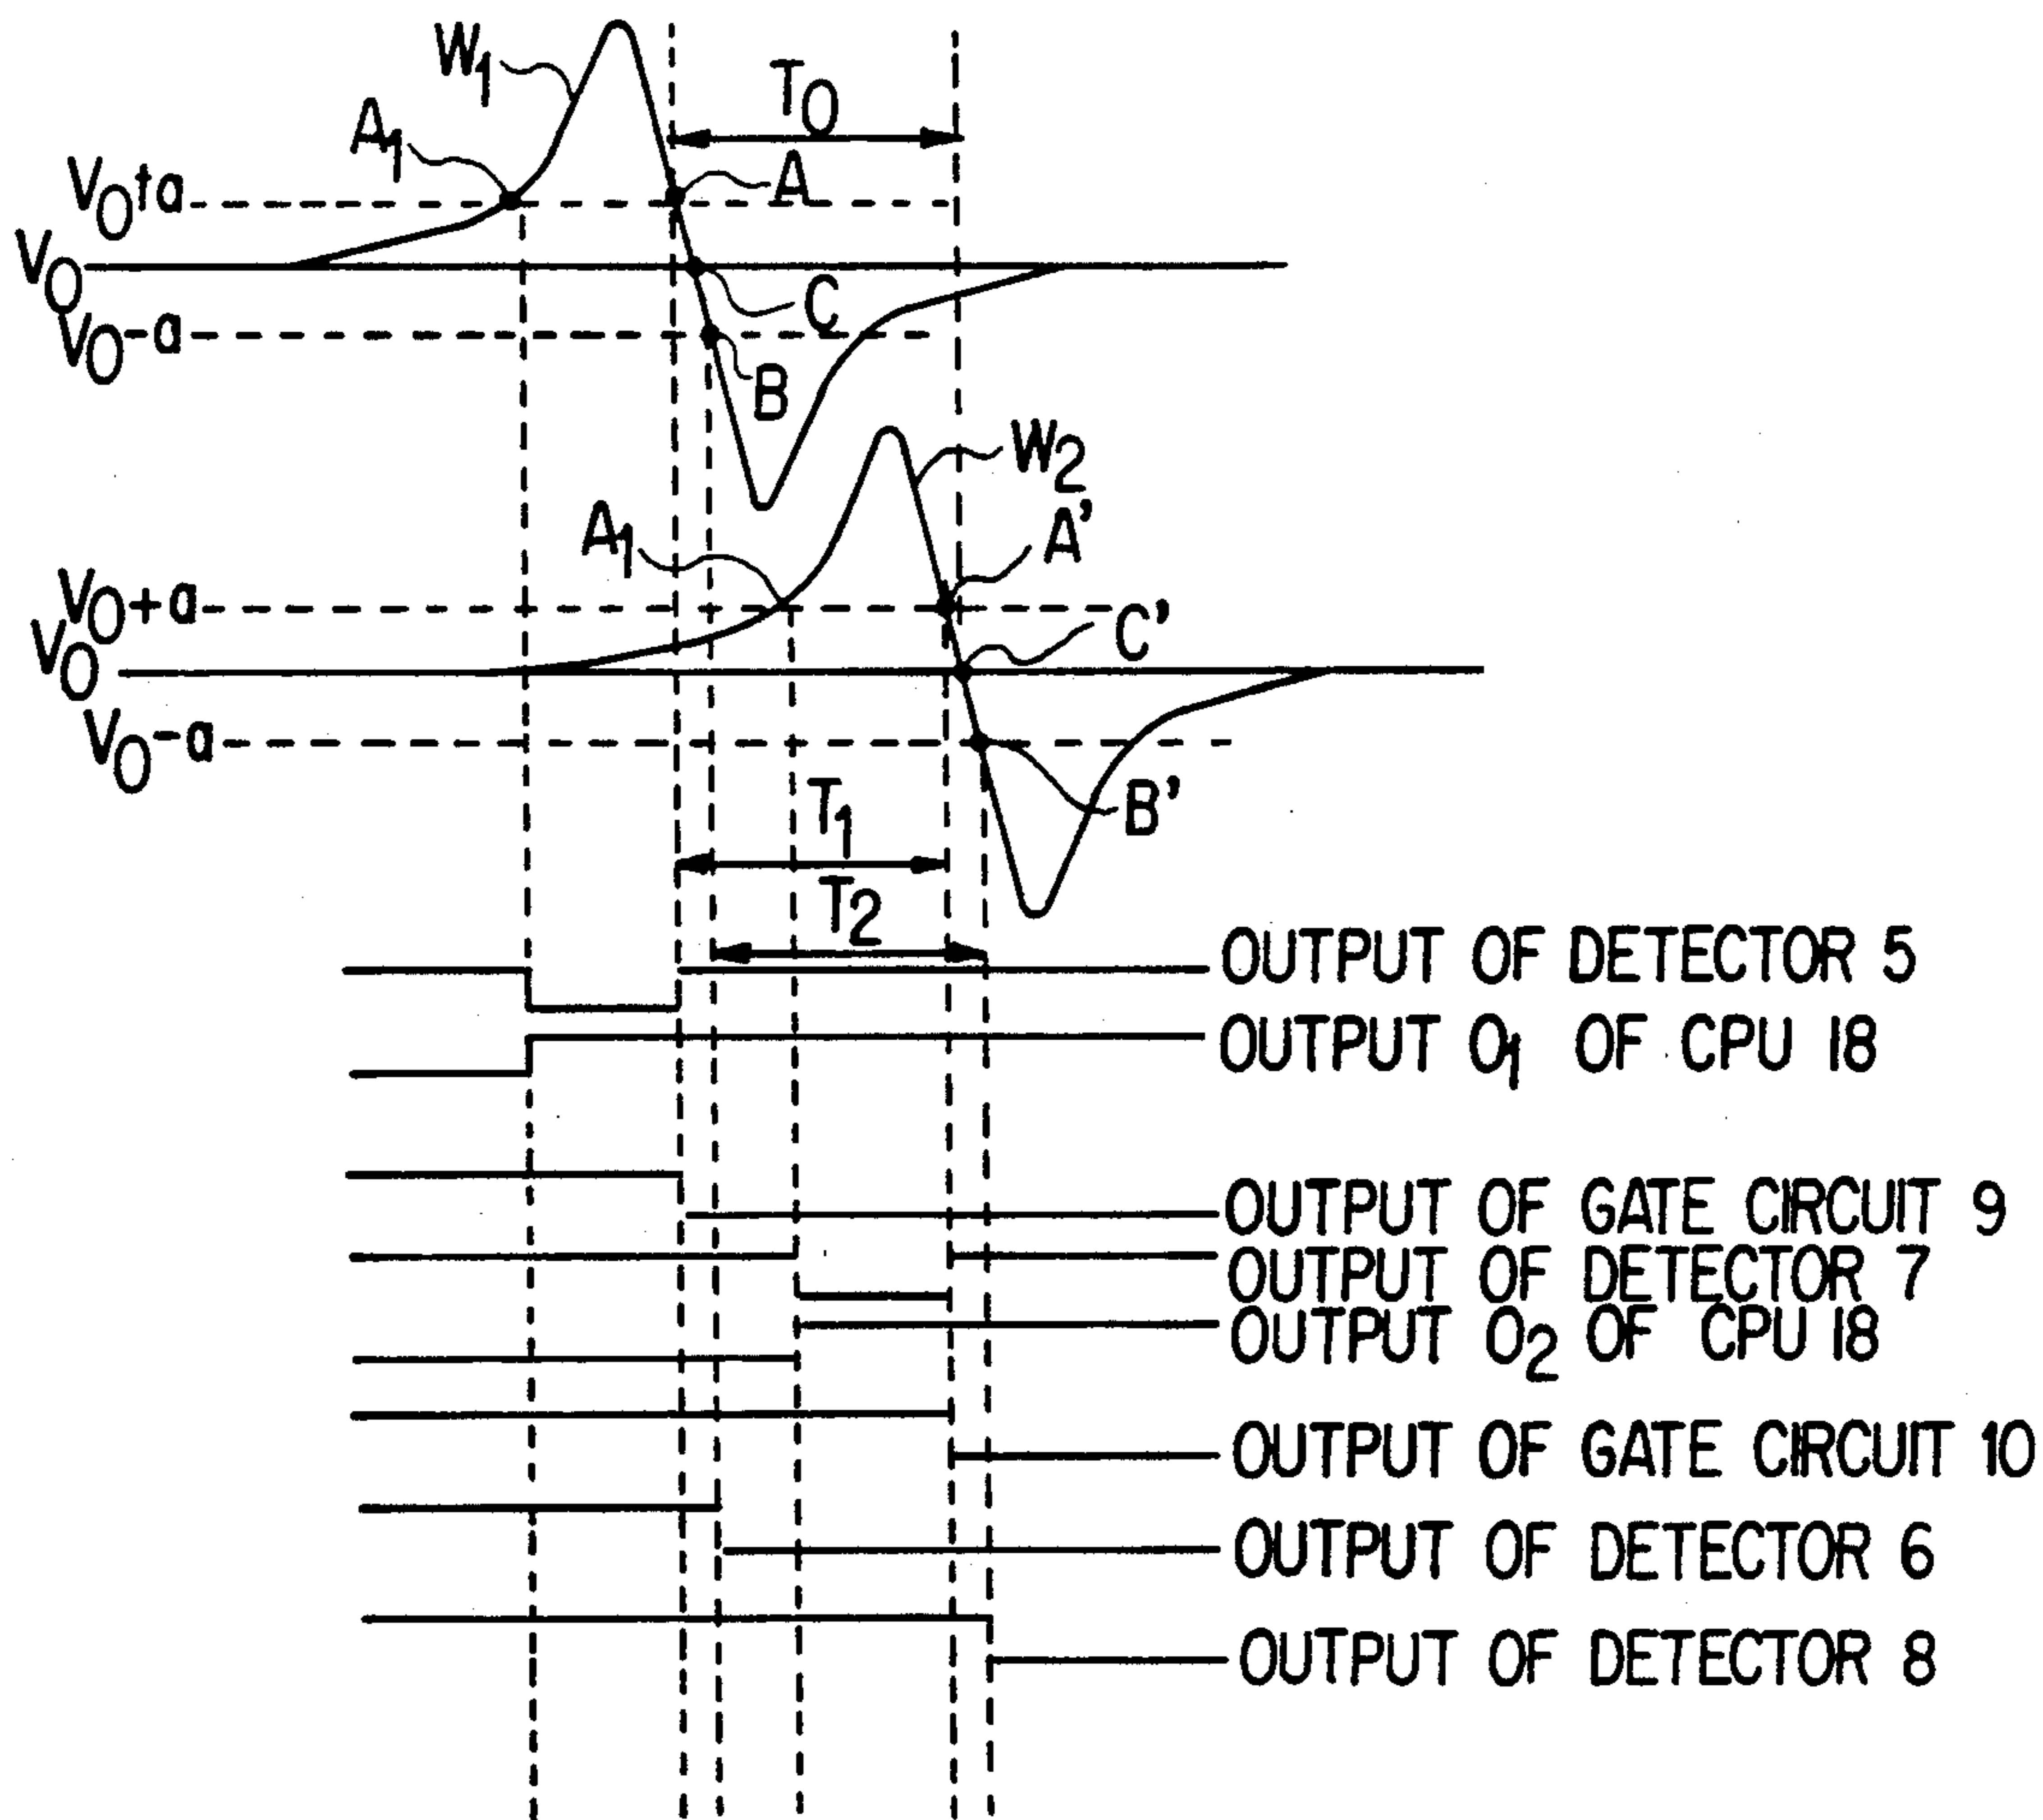 W1
T0
A1
A
V0+a
V0
C
V0-a
B
W2
A1
A'
V0+a
C'
V0
V0-a
B'
T1
T2
OUTPUT OF DETECTOR 5
OUTPUT O1 OF CPU 18
OUTPUT OF GATE CIRCUIT 9
OUTPUT OF DETECTOR 7
OUTPUT O2 OF CPU 18
OUTPUT OF GATE CIRCUIT 10
OUTPUT OF DETECTOR 6
OUTPUT OF DETECTOR 8